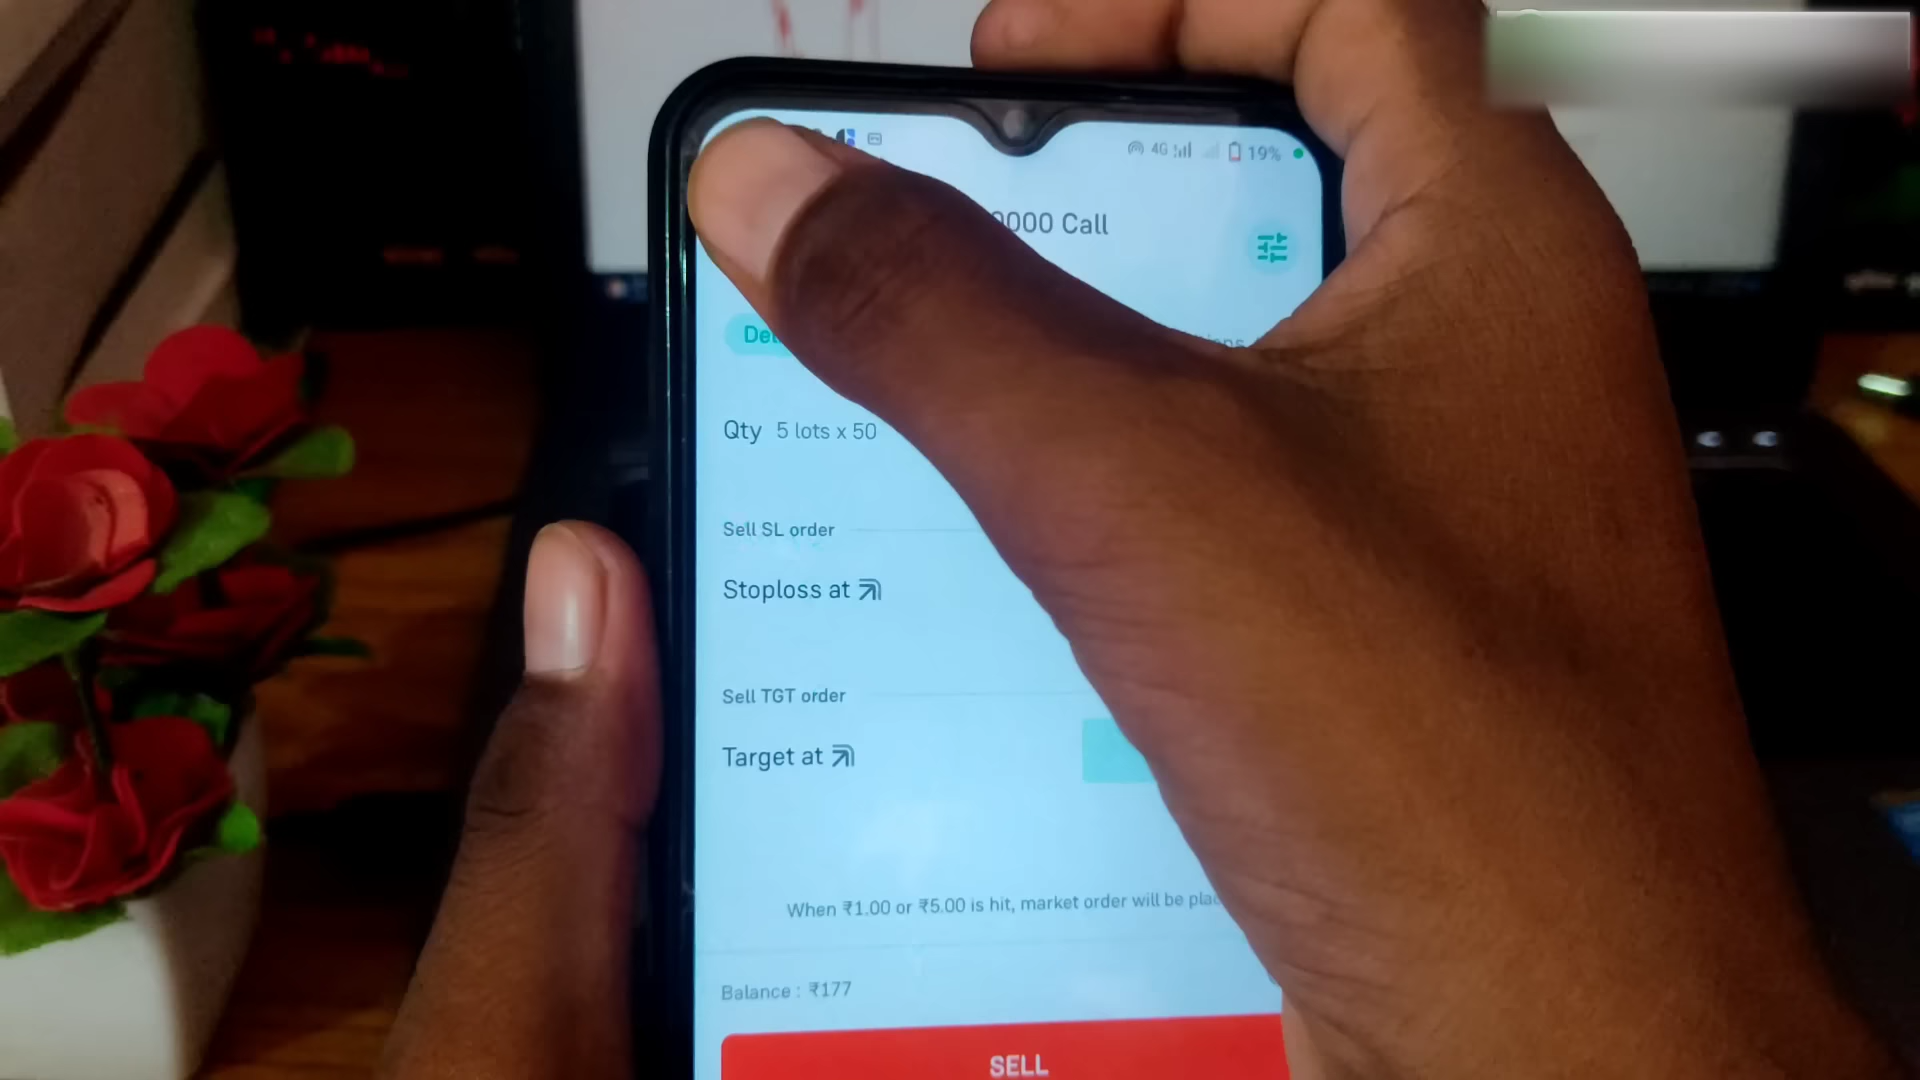 4G 19%
0000 Call
Qty 5 lots x 50
Sell SL order
Stoploss at
Sell TGT order
Target at
When ₹1.00 or ₹5.00 is hit, market order will be
Balance : ₹177
SELL